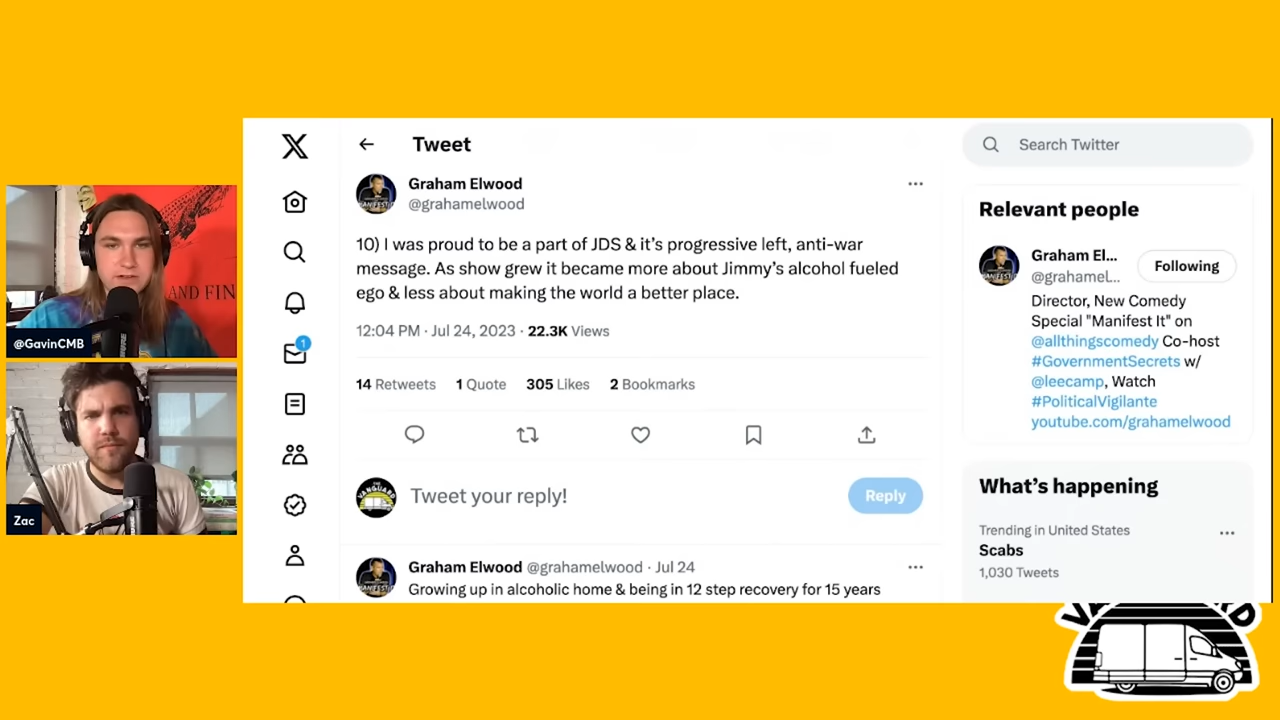 Tweet
Search Twitter
Graham Elwood
@grahamelwood
10) I was proud to be a part of JDS & it's progressive left, anti-war
message. As show grew it became more about Jimmy's alcohol fueled
ego & less about making the world a better place.
12:04 PM · Jul 24, 2023 · 22.3K Views
14 Retweets 1 Quote 305 Likes 2 Bookmarks
Tweet your reply!
Reply
Graham Elwood @grahamelwood · Jul 24
Growing up in alcoholic home & being in 12 step recovery for 15 years
Relevant people
Graham El...
@grahamel...
Following
Director, New Comedy
Special "Manifest It" on
@allthingscomedy Co-host
#GovernmentSecrets w/
@leecamp, Watch
#PoliticalVigilante
youtube.com/grahamelwood
What's happening
Trending in United States
Scabs
1,030 Tweets
1
AND FIN
@GavinCMB
Zac
VANGUARD